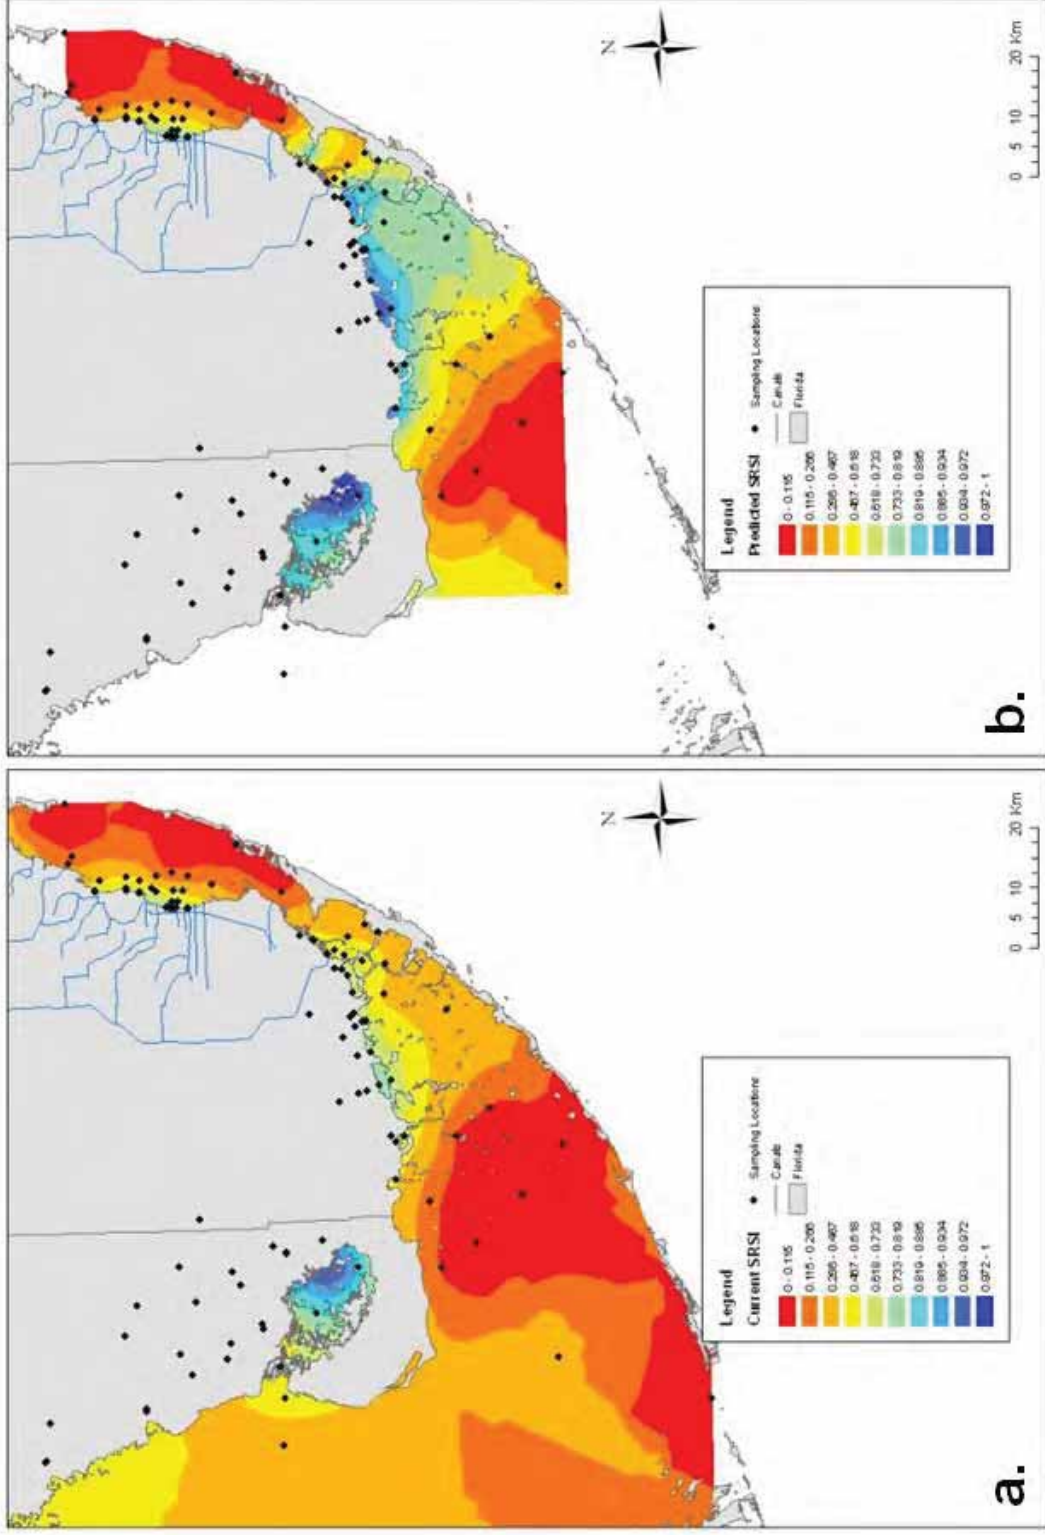 N
0 5 10 20 Km
Legend
Current SRSI
0 - 0.115
0.115 - 0.266
0.266 - 0.467
0.467 - 0.618
0.618 - 0.733
0.733 - 0.819
0.819 - 0.885
0.885 - 0.934
0.934 - 0.972
0.972 - 1
Sampling Locations
Canals
Florida
a.
N
0 5 10 20 Km
Legend
Predicted SRSI
0 - 0.115
0.115 - 0.266
0.266 - 0.467
0.467 - 0.618
0.618 - 0.733
0.733 - 0.819
0.819 - 0.885
0.885 - 0.934
0.934 - 0.972
0.972 - 1
Sampling Locations
Canals
Florida
b.